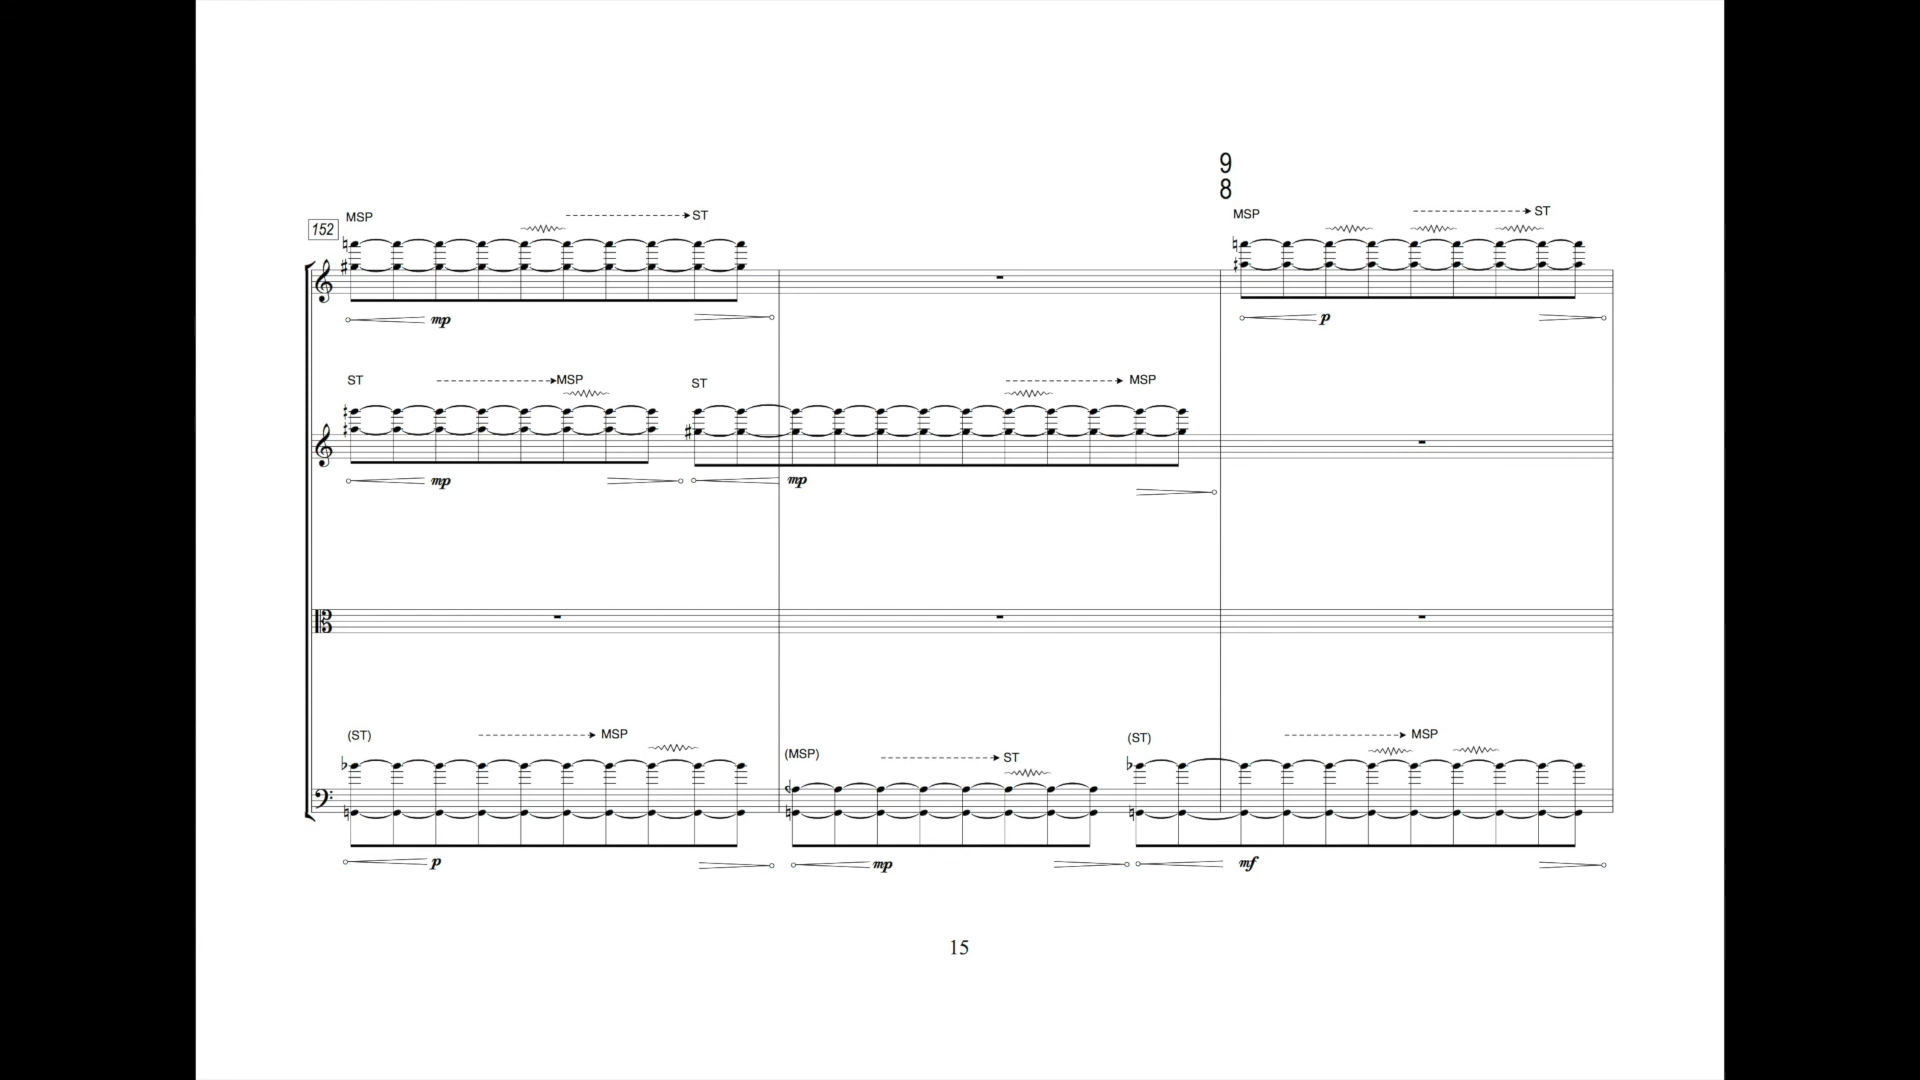 9
8
152 MSP ST MSP ST
mp p
ST MSP ST MSP
mp mp
(ST) MSP (MSP) ST (ST) MSP
p mp mf
15